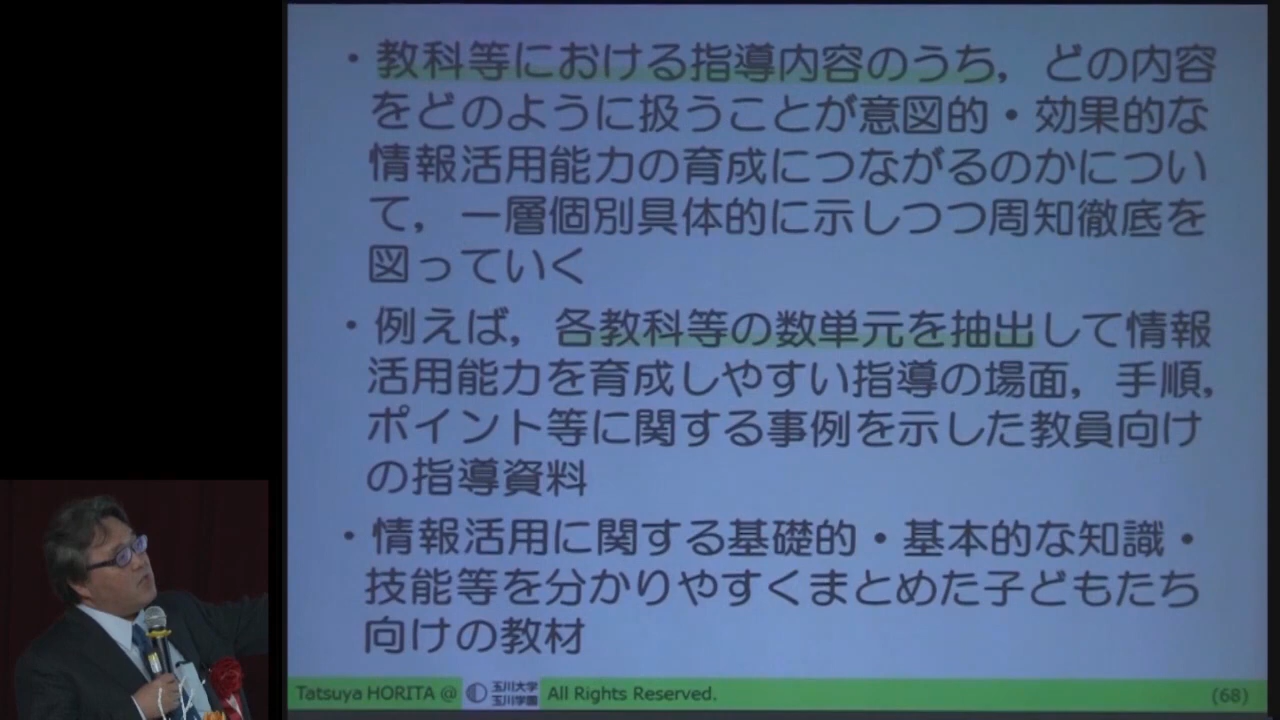 ・教科等における指導内容のうち，どの内容
をどのように扱うことが意図的・効果的な
情報活用能力の育成につながるのかについ
て，一層個別具体的に示しつつ周知徹底を
図っていく
・例えば，各教科等の数単元を抽出して情報
活用能力を育成しやすい指導の場面，手順，
ポイント等に関する事例を示した教員向け
の指導資料
・情報活用に関する基礎的・基本的な知識・
技能等を分かりやすくまとめた子どもたち
向けの教材
Tatsuya HORITA @ 玉川大学 玉川学園 All Rights Reserved. (68)